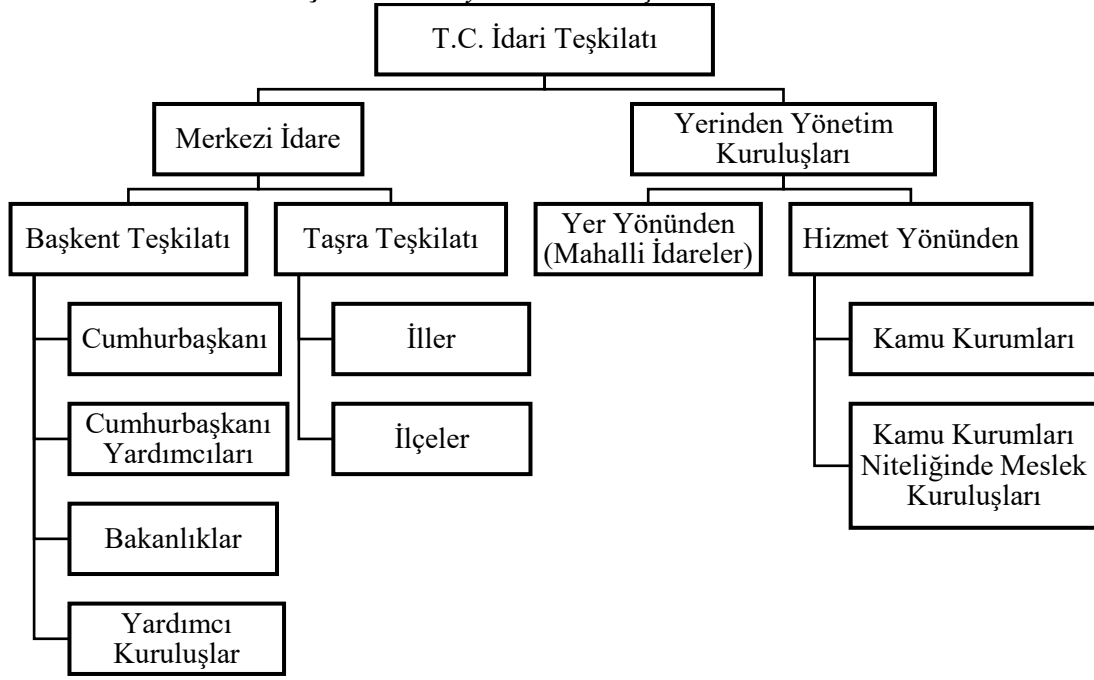 T.C. İdari Teşkilatı
Merkezi İdare
Yerinden Yönetim
Kuruluşları
Başkent Teşkilatı
Taşra Teşkilatı
Yer Yönünden
(Mahalli İdareler)
Hizmet Yönünden
Cumhurbaşkanı
Cumhurbaşkanı
Yardımcıları
Bakanlıklar
Yardımcı
Kuruluşlar
İller
İlçeler
Kamu Kurumları
Kamu Kurumları
Niteliğinde Meslek
Kuruluşları